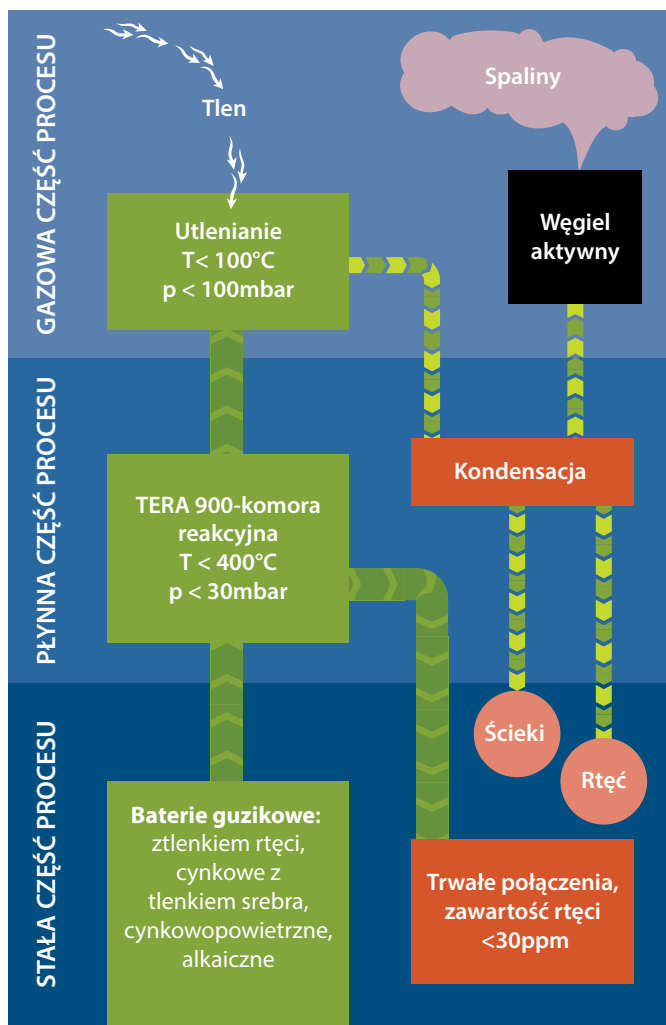 GAZOWA CZĘŚĆ PROCESU
Tlen
Spaliny
Utlenianie
T< 100°C
p < 100mbar
Węgiel
aktywny
PŁYNNA CZĘŚĆ PROCESU
TERA 900-komora
reakcyjna
T < 400°C
p < 30mbar
Kondensacja
STAŁA CZĘŚĆ PROCESU
Ścieki
Rtęć
Baterie guzikowe:
ztlenkiem rtęci,
cynkowe z
tlenkiem srebra,
cynkowopowietrzne,
alkaiczne
Trwałe połączenia,
zawartość rtęci
<30ppm